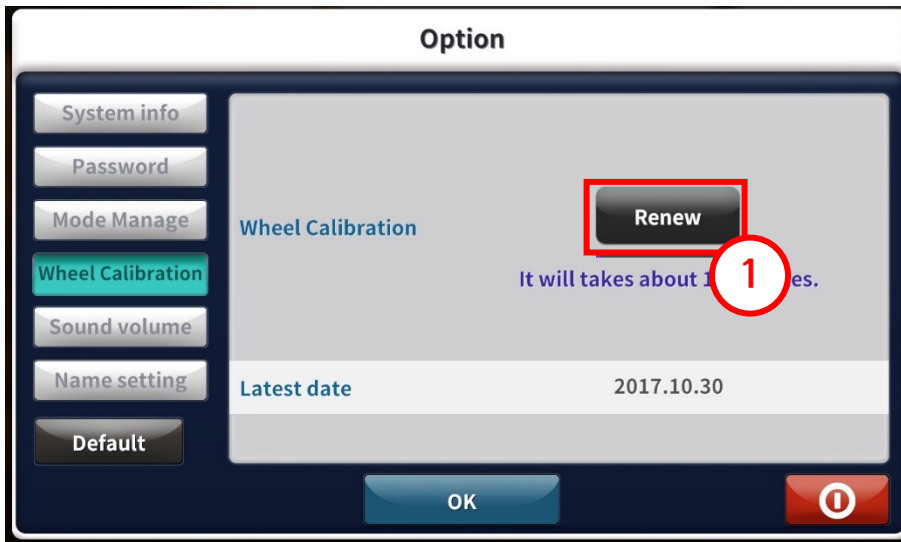 Option
System info
Password
Mode Manage
Wheel Calibration
Sound volume
Name setting
Default
Wheel Calibration
Renew
1
It will takes about
Latest date
2017.10.30
OK